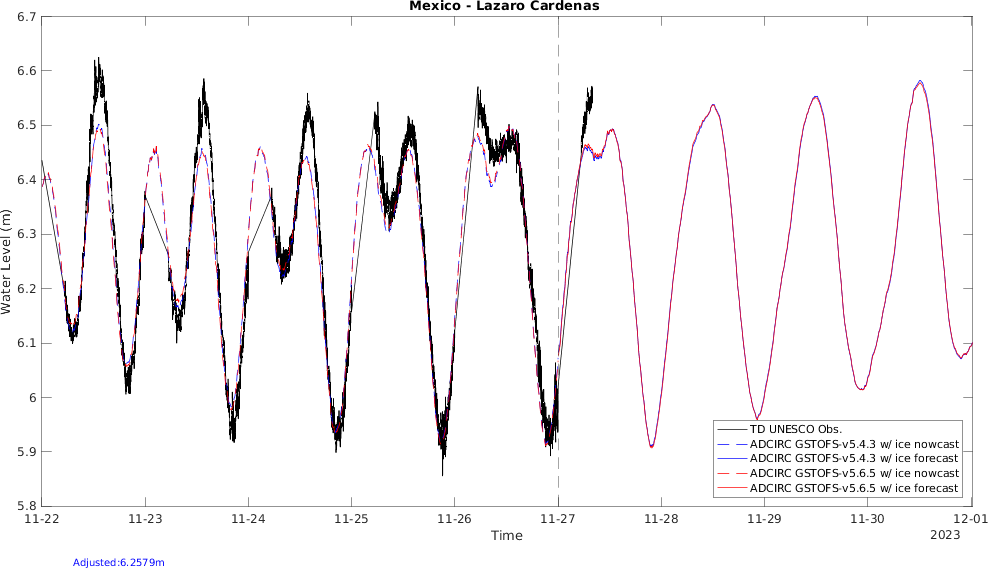 Mexico - Lazaro Cardenas
6.7
6.6
6.5
6.4
6.3
6.2
6.1
6
5.9
5.8
Water Level (m)
11-22
11-23
11-24
11-25
11-26
11-27
11-28
11-29
11-30
12-01
2023
Time
TD UNESCO Obs.
ADCIRC GSTOFS-v5.4.3 w/ ice nowcast
ADCIRC GSTOFS-v5.4.3 w/ ice forecast
ADCIRC GSTOFS-v5.6.5 w/ ice nowcast
ADCIRC GSTOFS-v5.6.5 w/ ice forecast
Adjusted:6.2579m